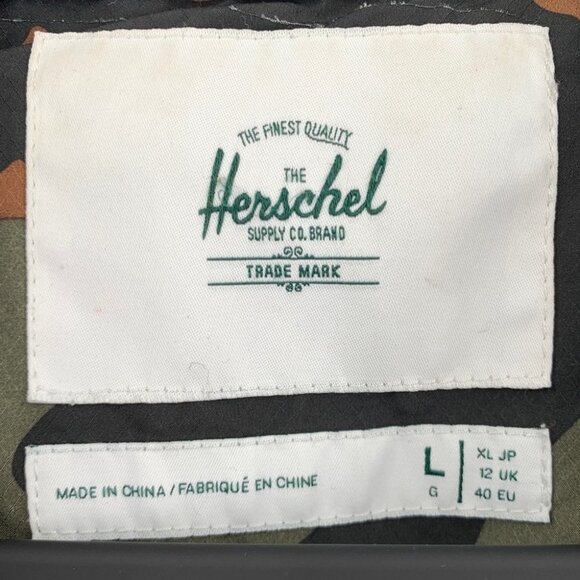 THE FINEST QUALITY
THE
Herschel
SUPPLY CO. BRAND
TRADE MARK
MADE IN CHINA / FABRIQUÉ EN CHINE
L
G
XL JP
12 UK
40 EU